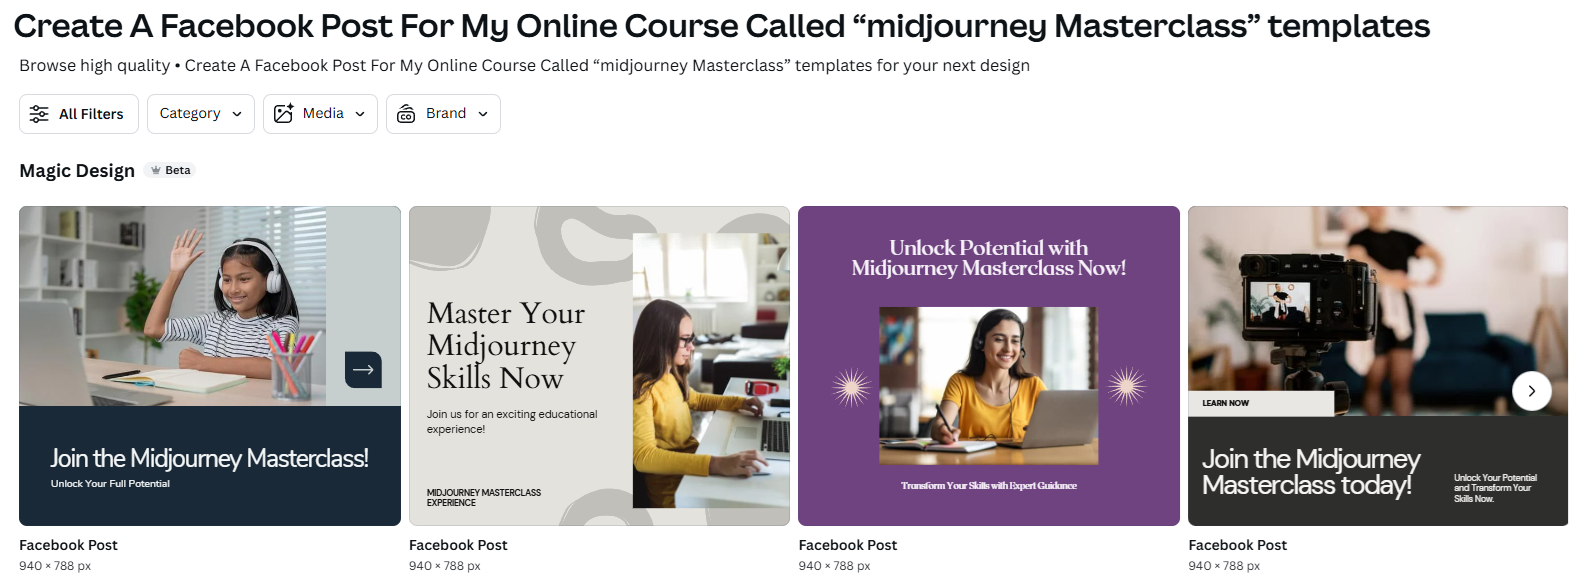 Create A Facebook Post For My Online Course Called “midjourney Masterclass” templates
Browse high quality • Create A Facebook Post For My Online Course Called “midjourney Masterclass” templates for your next design
All Filters
Category
Media
Brand
Magic Design
Beta
Join the Midjourney Masterclass!
Unlock Your Full Potential
Facebook Post
940 × 788 px
Master Your
Midjourney
Skills Now
Join us for an exciting educational
experience!
MIDJOURNEY MASTERCLASS
EXPERIENCE
Facebook Post
940 × 788 px
Unlock Potential with
Midjourney Masterclass Now!
Transform Your Skills with Expert Guidance
Facebook Post
940 × 788 px
LEARN NOW
Join the Midjourney
Masterclass today!
Unlock Your Potential
and Transform Your
Skills Now.
Facebook Post
940 × 788 px